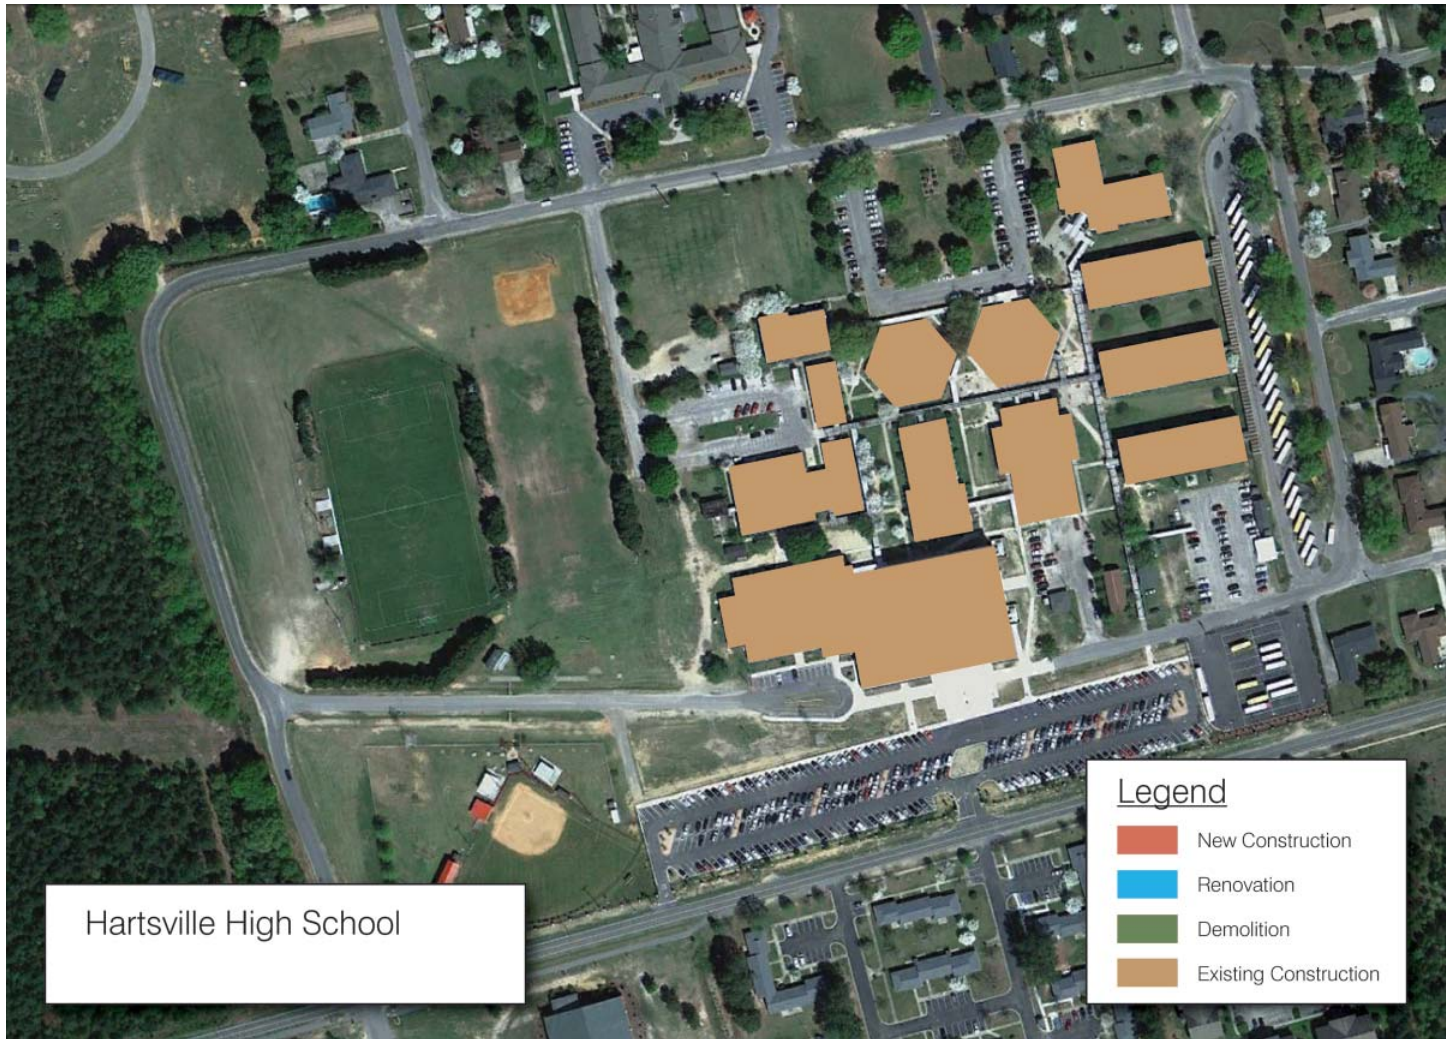 Hartsville High School
Legend
New Construction
Renovation
Demolition
Existing Construction